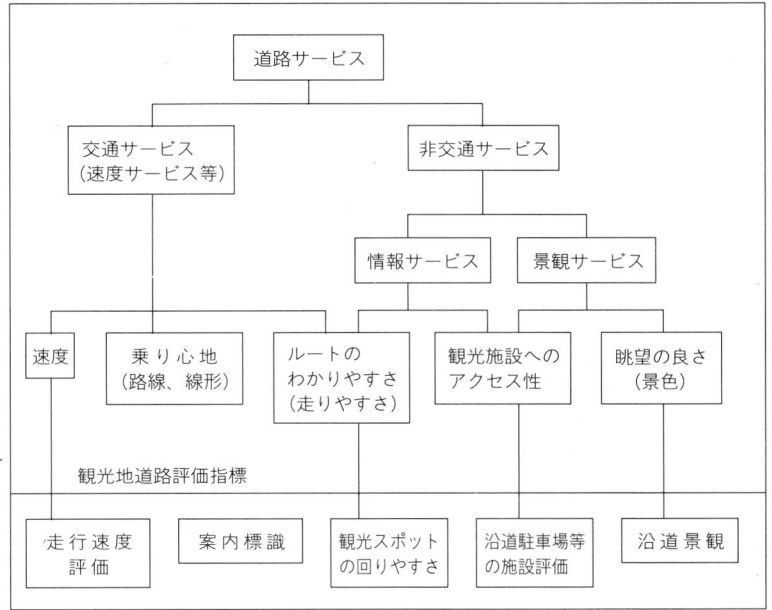 道路サービス
交通サービス
(速度サービス等)
非交通サービス
情報サービス
景観サービス
速度
乗り心地
(路線、線形)
ルートの
わかりやすさ
(走りやすさ)
観光施設への
アクセス性
眺望の良さ
(景色)
観光地道路評価指標
走行速度
評価
案内標識
観光スポット
の回りやすさ
沿道駐車場等
の施設評価
沿道景観